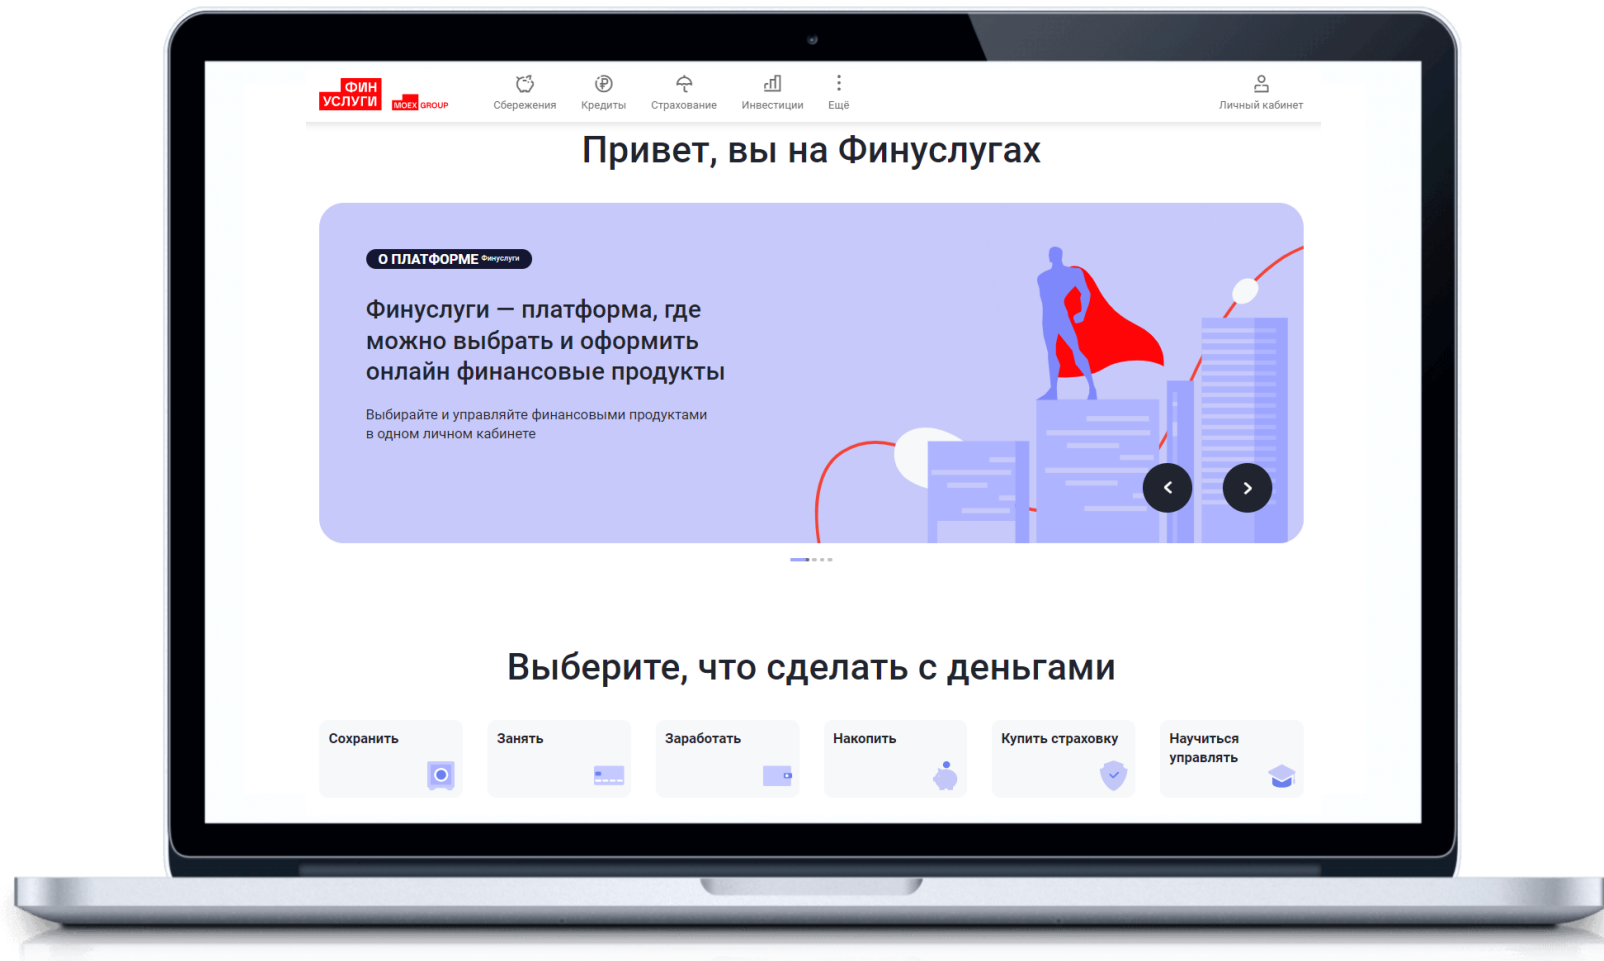 ФИН
УСЛУГИ
MOEX GROUP
Сбережения
Кредиты
Страхование
Инвестиции
Ещё
Личный кабинет
Привет, вы на Финуслугах
О ПЛАТФОРМЕ Финуслуги
Финуслуги — платформа, где
можно выбрать и оформить
онлайн финансовые продукты
Выбирайте и управляйте финансовыми продуктами
в одном личном кабинете
Выберите, что сделать с деньгами
Сохранить
Занять
Заработать
Накопить
Купить страховку
Научиться
управлять